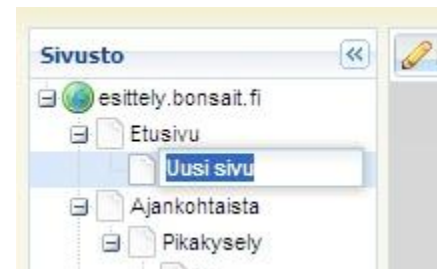 Sivusto
esittely.bonsait.fi
Etusivu
Uusi sivu
Ajankohtaista
Pikakysely